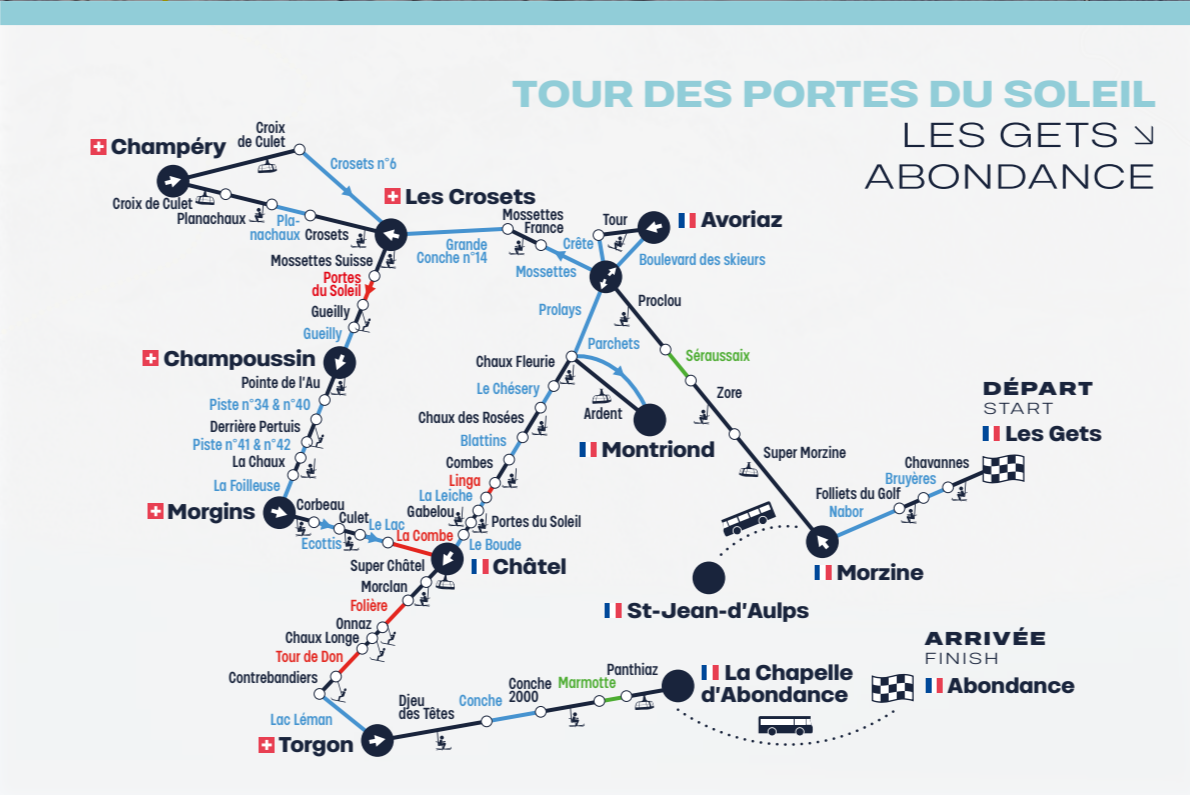 TOUR DES PORTES DU SOLEIL
LES GETS ↘
ABONDANCE
Croix
de Culet
Champéry
Crosets n°6
Croix de Culet
Planachaux
Pla-
nachaux
Crosets
Les Crosets
Mossettes
France
Grande
Conche n°14
Mossettes
Crête
Tour
Avoriaz
Boulevard des skieurs
Mossettes Suisse
Portes
du Soleil
Gueilly
Gueilly
Champoussin
Pointe de l'Au
Piste n°34 & n°40
Derrière Pertuis
Piste n°41 & n°42
La Chaux
La Foilleuse
Morgins
Corbeau
Ecottis
Culet
Le Lac
La Combe
Prolays
Proclou
Parchets
Chaux Fleurie
Le Chésery
Ardent
Montriond
Chaux des Rosées
Blattins
Combes
Linga
La Leiche
Gabelou
Portes du Soleil
Le Boude
Châtel
Séraussaix
Zore
Super Morzine
DÉPART
START
Les Gets
Chavannes
Bruyères
Folliets du Golf
Nabor
Morzine
St-Jean-d'Aulps
Super Châtel
Morclan
Folière
Onnaz
Chaux Longe
Tour de Don
Contrebandiers
Lac Léman
Torgon
Djeu
des Têtes
Conche
Conche
2000
Marmotte
Panthiaz
La Chapelle
d'Abondance
ARRIVÉE
FINISH
Abondance